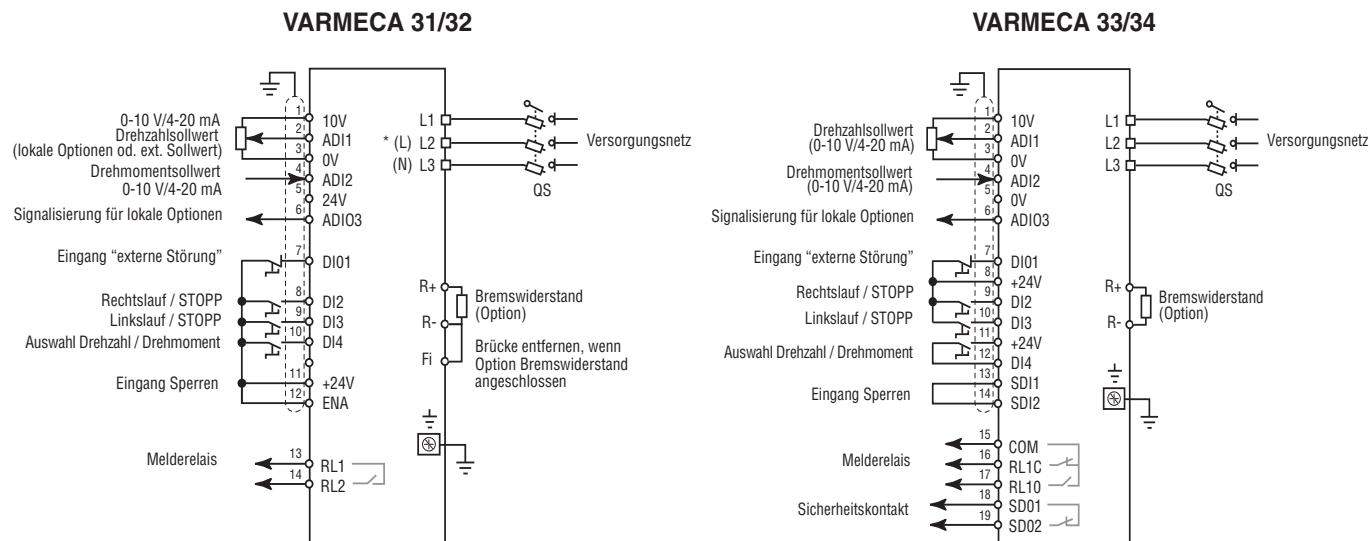 VARMECA 31/32
0-10 V/4-20 mA
Drehzahlsollwert
(lokale Optionen od. ext. Sollwert)
Drehmomentsollwert
0-10 V/4-20 mA
Signalisierung für lokale Optionen
Eingang “externe Störung”
Rechtslauf / STOPP
Linkslauf / STOPP
Auswahl Drehzahl / Drehmoment
Eingang Sperren
Melderelais
1 10V
2 ADI1
3 0V
4 ADI2
5 24V
6 ADIO3
7 DI01
8 DI2
9 DI3
10 DI4
11 +24V
12 ENA
13 RL1
14 RL2
L1
* (L) L2
(N) L3
QS
Versorgungsnetz
R+
R-
Fi
Bremswiderstand
(Option)
Brücke entfernen, wenn
Option Bremswiderstand
angeschlossen
VARMECA 33/34
Drehzahlsollwert
(0-10 V/4-20 mA)
Drehmomentsollwert
(0-10 V/4-20 mA)
Signalisierung für lokale Optionen
Eingang “externe Störung”
Rechtslauf / STOPP
Linkslauf / STOPP
Auswahl Drehzahl / Drehmoment
Eingang Sperren
Melderelais
Sicherheitskontakt
1 10V
2 ADI1
3 0V
4 ADI2
5 0V
6 ADIO3
7 DI01
8 +24V
9 DI2
10 DI3
11 +24V
12 DI4
13 SDI1
14 SDI2
15 COM
16 RL1C
17 RL10
18 SD01
19 SD02
L1
L2
L3
QS
Versorgungsnetz
R+
R-
Bremswiderstand
(Option)